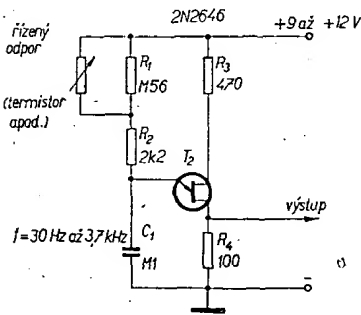 2N2646
+9 až +12 V
řízený
odpor
R1
M56
R3
470
(termistor
apod.)
R2
2k2
T2
výstup
f=30 Hz až 3,7 kHz
C1
M1
R4
100